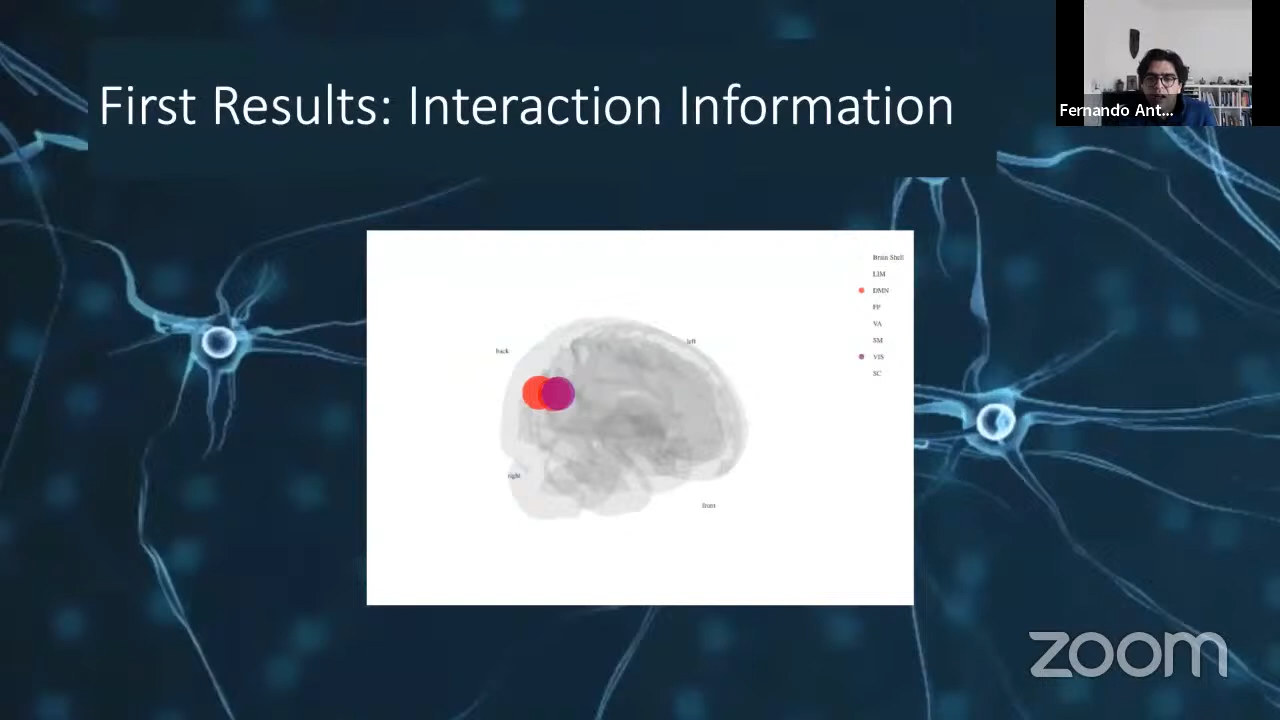 First Results: Interaction Information
Fernando Ant...
Brain Shell
LIM
DMN
FP
VA
SM
VIS
SC
back
left
right
front
zoom